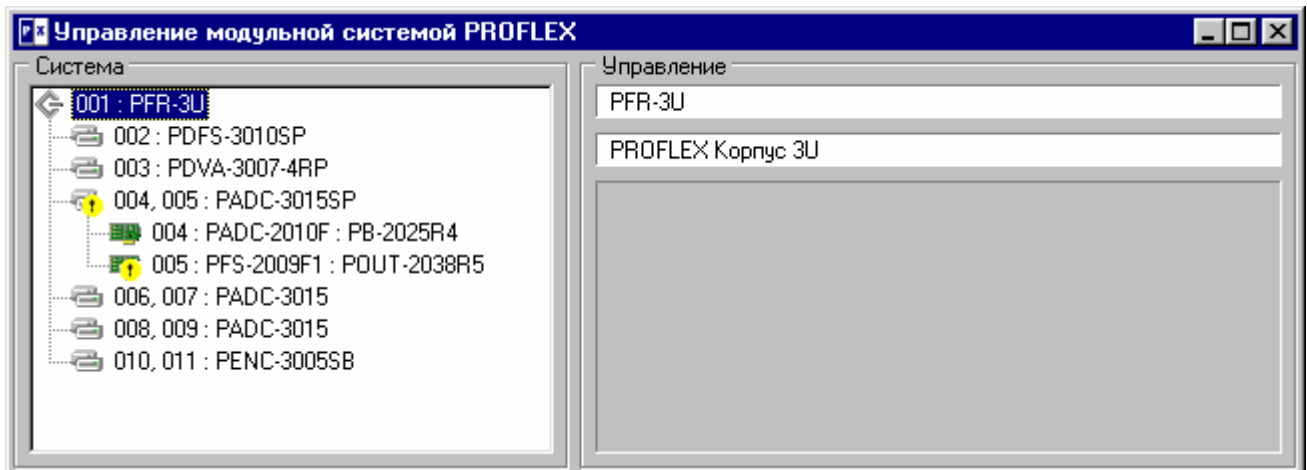 Управление модульной системой PROFLEX
Система
001 : PFR-3U
002 : PDFS-3010SP
003 : PDVA-3007-4RP
004, 005 : PADC-3015SP
004 : PADC-2010F : PB-2025R4
005 : PFS-2009F1 : POUT-2038R5
006, 007 : PADC-3015
008, 009 : PADC-3015
010, 011 : PENC-3005SB
Управление
PFR-3U
PROFLEX Корпус 3U